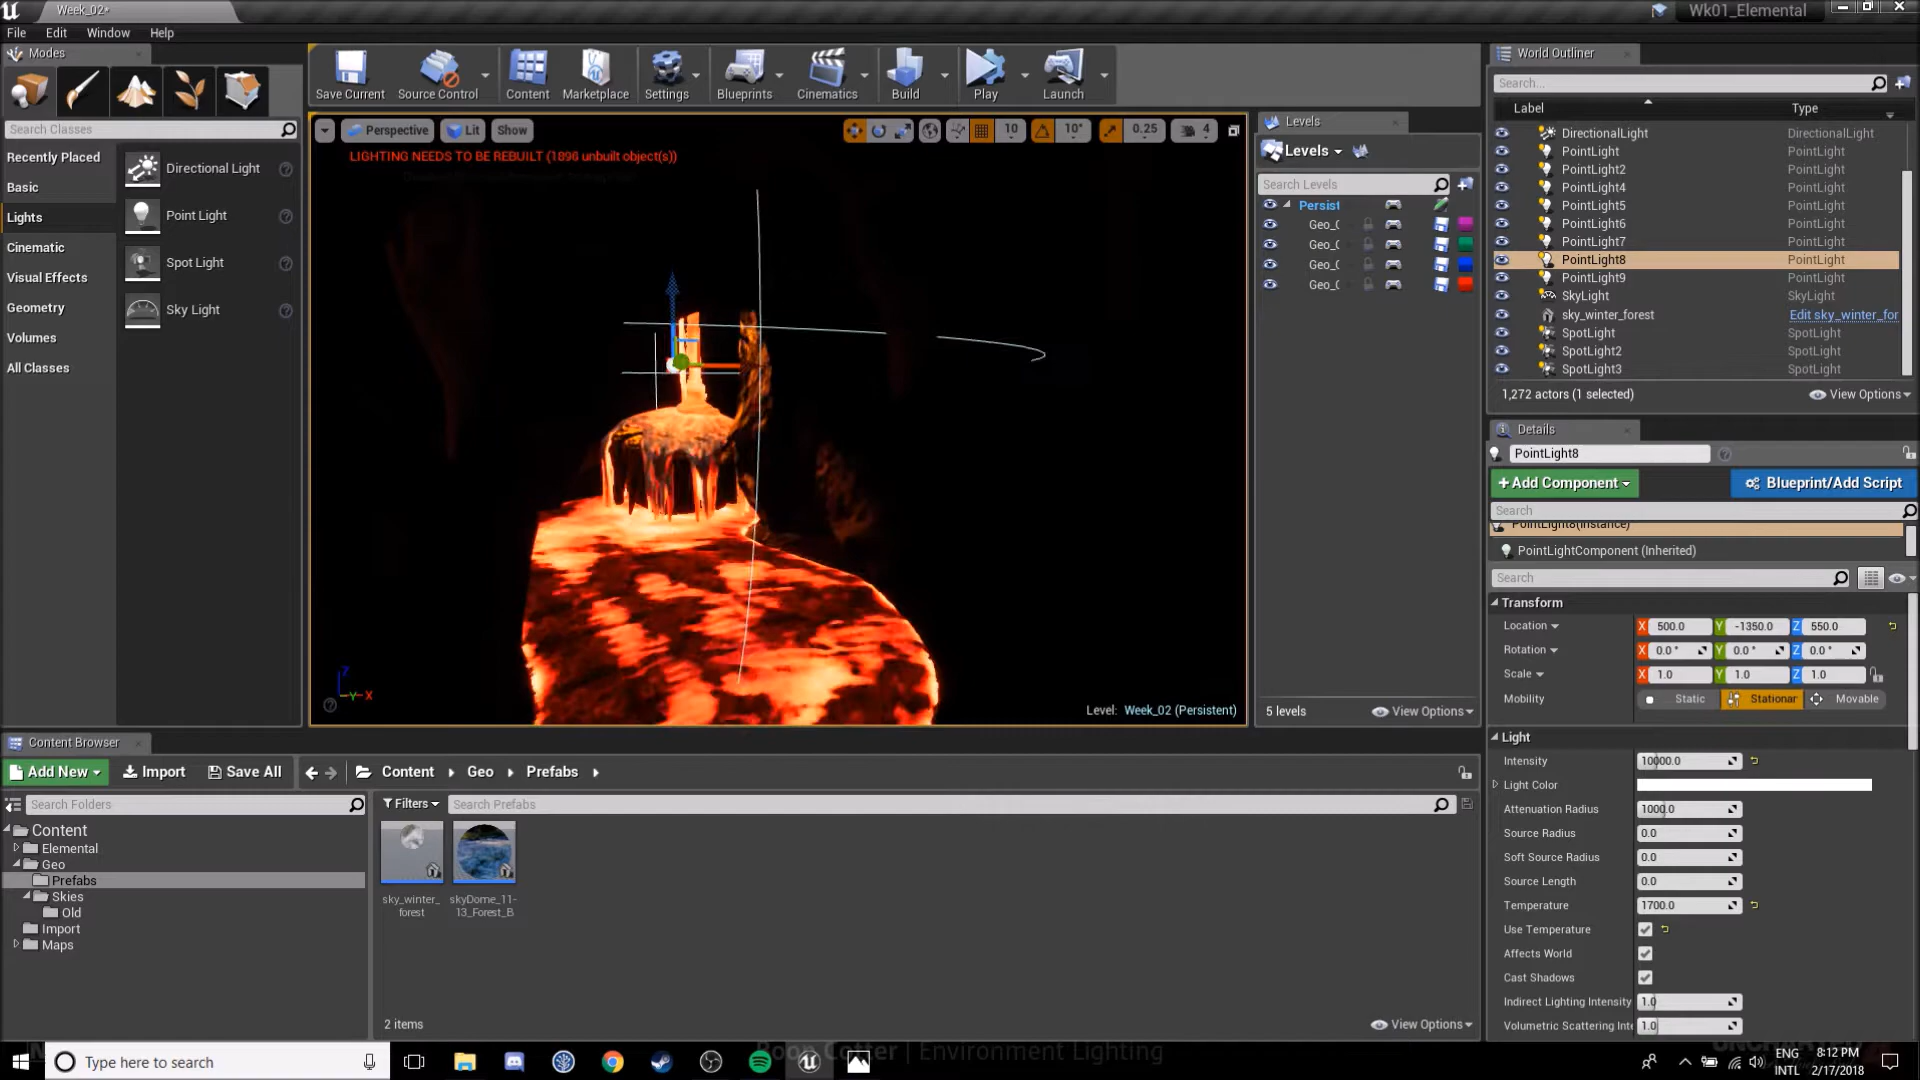 Week_02*
Wk01_Elemental
File Edit Window Help
Modes
Search Classes
Recently Placed
Basic
Lights
Cinematic
Visual Effects
Geometry
Volumes
All Classes
Directional Light
Point Light
Spot Light
Sky Light
Save Current
Source Control
Content
Marketplace
Settings
Blueprints
Cinematics
Build
Play
Launch
Perspective Lit Show
10 10° 0.25 4
LIGHTING NEEDS TO BE REBUILT (1896 unbuilt object(s))
Level: Week_02 (Persistent)
Z
Y X
Levels
Levels
Search Levels
Persist
Geo_0
Geo_0
Geo_0
Geo_0
5 levels
View Options
World Outliner
Search...
Label Type
DirectionalLight DirectionalLight
PointLight PointLight
PointLight2 PointLight
PointLight4 PointLight
PointLight5 PointLight
PointLight6 PointLight
PointLight7 PointLight
PointLight8 PointLight
PointLight9 PointLight
SkyLight SkyLight
sky_winter_forest Edit sky_winter_for
SpotLight SpotLight
SpotLight2 SpotLight
SpotLight3 SpotLight
1,272 actors (1 selected)
View Options
Details
PointLight8
+Add Component
Blueprint/Add Script
Search
PointLight8(Instance)
PointLightComponent (Inherited)
Search
Transform
Location X 500.0 Y -1350.0 Z 550.0
Rotation X 0.0 ° Y 0.0 ° Z 0.0 °
Scale X 1.0 Y 1.0 Z 1.0
Mobility Static Stationar Movable
Light
Intensity 10000.0
Light Color
Attenuation Radius 1000.0
Source Radius 0.0
Soft Source Radius 0.0
Source Length 0.0
Temperature 1700.0
Use Temperature
Affects World
Cast Shadows
Indirect Lighting Intensity 1.0
Volumetric Scattering Inte 1.0
Content Browser
Add New Import Save All
Content Geo Prefabs
Search Folders
Filters
Search Prefabs
Content
Elemental
Geo
Prefabs
Skies
Old
Import
Maps
sky_winter_
forest
skyDome_11-
13_Forest_B
2 items
View Options
Type here to search
Cotter | Environment Lighting
ENG
INTL
8:12 PM
2/17/2018